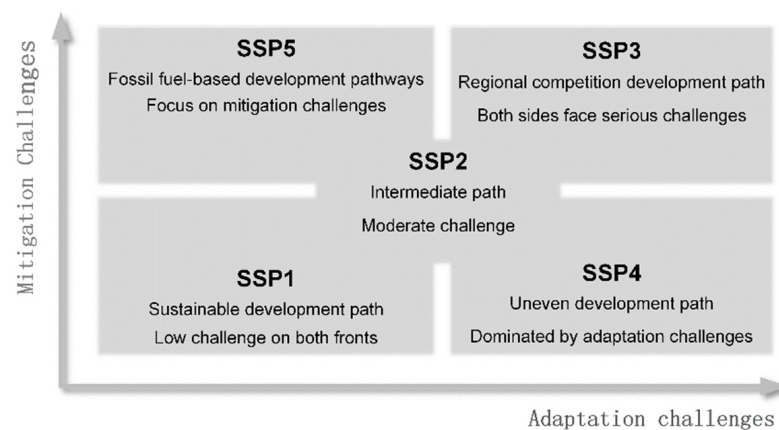 Mitigation Challenges
SSP5
Fossil fuel-based development pathways
Focus on mitigation challenges
SSP3
Regional competition development path
Both sides face serious challenges
SSP2
Intermediate path
Moderate challenge
SSP1
Sustainable development path
Low challenge on both fronts
SSP4
Uneven development path
Dominated by adaptation challenges
Adaptation challenges